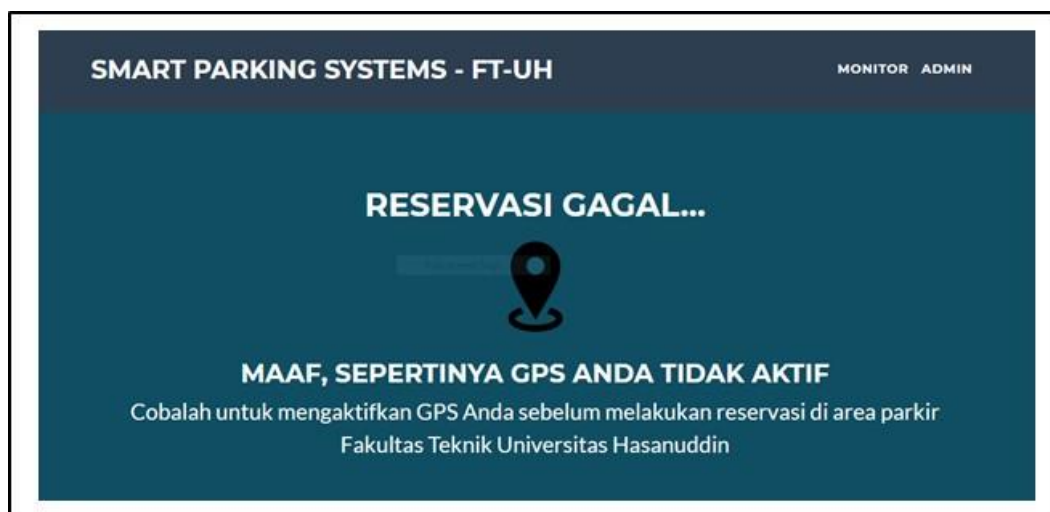 SMART PARKING SYSTEMS - FT-UH
MONITOR ADMIN
RESERVASI GAGAL...
MAAF, SEPERTINYA GPS ANDA TIDAK AKTIF
Cobalah untuk mengaktifkan GPS Anda sebelum melakukan reservasi di area parkir
Fakultas Teknik Universitas Hasanuddin